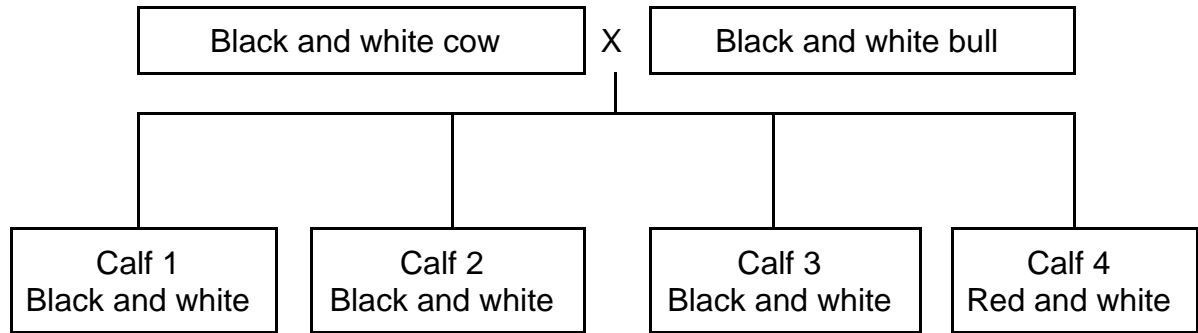 Black and white cow X Black and white bull
Calf 1
Black and white
Calf 2
Black and white
Calf 3
Black and white
Calf 4
Red and white